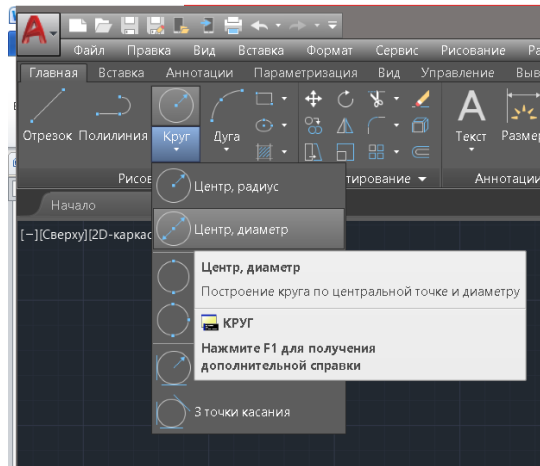 Файл Правка Вид Вставка Формат Сервис Рисование
Главная Вставка Аннотации Параметризация Вид Управление Выв
Отрезок Полилиния Круг Дуга Текст Размер
Рисов тирование Аннотации
Начало
Центр, радиус
[−][Сверху][2D-каркас
Центр, диаметр
Центр, диаметр
Построение круга по центральной точке и диаметру
КРУГ
Нажмите F1 для получения
дополнительной справки
3 точки касания